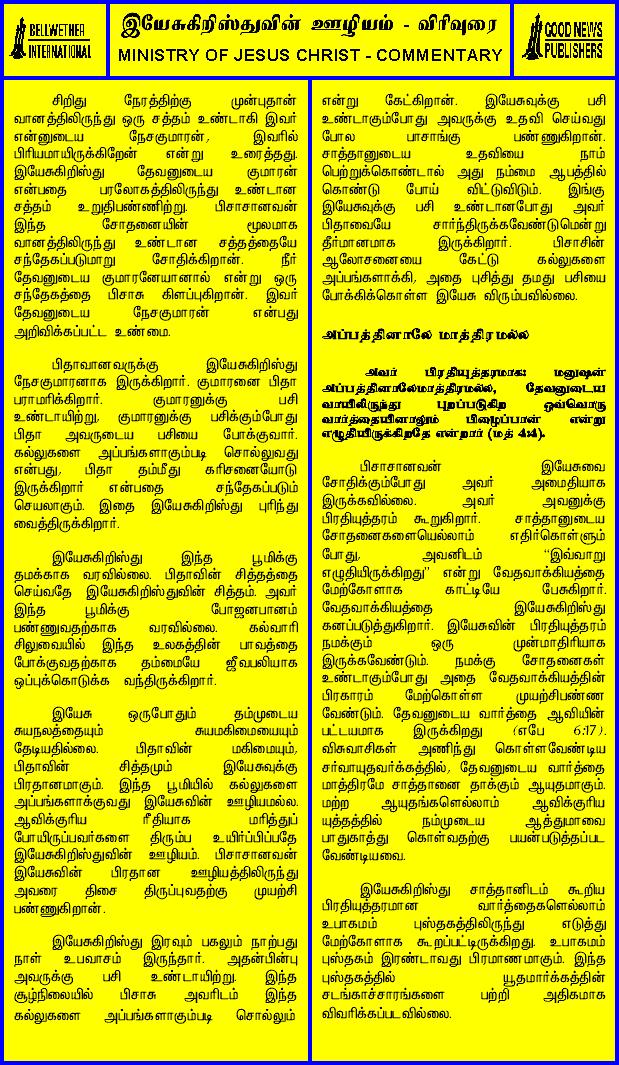 BELLWETHER
INTERNATIONAL
இயேசுகிறிஸ்துவின் ஊழியம் - விரிவுரை
MINISTRY OF JESUS CHRIST - COMMENTARY
GOOD NEWS
PUBLISHERS
சிறிது நேரத்திற்கு முன்புதான்
வானத்திலிருந்து ஒரு சத்தம் உண்டாகி இவர்
என்னுடைய நேசகுமாரன், இவரில்
பிரியமாயிருக்கிறேன் என்று உரைத்தது.
இயேசுகிறிஸ்து தேவனுடைய குமாரன்
என்பதை பரலோகத்திலிருந்து உண்டான
சத்தம் உறுதிபண்ணிற்று. பிசாசானவன்
இந்த சோதனையின் மூலமாக
வானத்திலிருந்து உண்டான சத்தத்தையே
சந்தேகப்படுமாறு சோதிக்கிறான். நீர்
தேவனுடைய குமாரனேயானால் என்று ஒரு
சந்தேகத்தை பிசாசு கிளப்புகிறான். இவர்
தேவனுடைய நேசகுமாரன் என்பது
அறிவிக்கப்பட்ட உண்மை.
பிதாவானவருக்கு இயேசுகிறிஸ்து
நேசகுமாரனாக இருக்கிறார். குமாரனை பிதா
பராமரிக்கிறார். குமாரனுக்கு பசி
உண்டாயிற்று, குமாரனுக்கு பசிக்கும்போது
பிதா அவருடைய பசியை போக்குவார்.
கல்லுகளை அப்பங்களாகும்படி சொல்லுவது
என்பது, பிதா தம்மீது கரிசனையோடு
இருக்கிறார் என்பதை சந்தேகப்படும்
செயலாகும். இதை இயேசுகிறிஸ்து புரிந்து
வைத்திருக்கிறார்.
இயேசுகிறிஸ்து இந்த பூமிக்கு
தமக்காக வரவில்லை. பிதாவின் சித்தத்தை
செய்வதே இயேசுகிறிஸ்துவின் சித்தம். அவர்
இந்த பூமிக்கு போஜனபானம்
பண்ணுவதற்காக வரவில்லை. கல்வாரி
சிலுவையில் இந்த உலகத்தின் பாவத்தை
போக்குவதற்காக தம்மையே ஜீவபலியாக
ஒப்புக்கொடுக்க வந்திருக்கிறார்.
இயேசு ஒருபோதும் தம்முடைய
சுயநலத்தையும் சுயமகிமையையும்
தேடியதில்லை. பிதாவின் மகிமையும்,
பிதாவின் சித்தமும் இயேசுவுக்கு
பிரதானமாகும். இந்த பூமியில் கல்லுகளை
அப்பங்களாக்குவது இயேசுவின் ஊழியமல்ல.
ஆவிக்குரிய ரீதியாக மரித்துப்
போயிருப்பவர்களை திரும்ப உயிர்ப்பிப்பதே
இயேசுகிறிஸ்துவின் ஊழியம். பிசாசானவன்
இயேசுவின் பிரதான ஊழியத்திலிருந்து
அவரை திசை திருப்புவதற்கு முயற்சி
பண்ணுகிறான்.
இயேசுகிறிஸ்து இரவும் பகலும் நாற்பது
நாள் உபவாசம் இருந்தார். அதன்பின்பு
அவருக்கு பசி உண்டாயிற்று. இந்த
சூழ்நிலையில் பிசாசு அவரிடம் இந்த
கல்லுகளை அப்பங்களாகும்படி சொல்லும்
என்று கேட்கிறான். இயேசுவுக்கு பசி
உண்டாகும்போது அவருக்கு உதவி செய்வது
போல பாசாங்கு பண்ணுகிறான்.
சாத்தானுடைய உதவியை நாம்
பெற்றுக்கொண்டால் அது நம்மை ஆபத்தில்
கொண்டு போய் விட்டுவிடும். இங்கு
இயேசுவுக்கு பசி உண்டானபோது அவர்
பிதாவையே சார்ந்திருக்கவேண்டுமென்று
தீர்மானமாக இருக்கிறார். பிசாசின்
ஆலோசனையை கேட்டு கல்லுகளை
அப்பங்களாக்கி, அதை புசித்து தமது பசியை
போக்கிக்கொள்ள இயேசு விரும்பவில்லை.
அப்பத்தினாலே மாத்திரமல்ல
அவர் பிரதியுத்தரமாக: மனுஷன்
அப்பத்தினாலேமாத்திரமல்ல, தேவனுடைய
வாயிலிருந்து புறப்படுகிற ஒவ்வொரு
வார்த்தையினாலும் பிழைப்பான் என்று
எழுதியிருக்கிறதே என்றார் (மத் 4:4).
பிசாசானவன் இயேசுவை
சோதிக்கும்போது அவர் அமைதியாக
இருக்கவில்லை. அவர் அவனுக்கு
பிரதியுத்தரம் கூறுகிறார். சாத்தானுடைய
சோதனைகளையெல்லாம் எதிர்கொள்ளும்
போது, அவனிடம் “இவ்வாறு
எழுதியிருக்கிறது” என்று வேதவாக்கியத்தை
மேற்கோளாக காட்டியே பேசுகிறார்.
வேதவாக்கியத்தை இயேசுகிறிஸ்து
கனப்படுத்துகிறார். இயேசுவின் பிரதியுத்தரம்
நமக்கும் ஒரு முன்மாதிரியாக
இருக்கவேண்டும். நமக்கு சோதனைகள்
உண்டாகும்போது அதை வேதவாக்கியத்தின்
பிரகாரம் மேற்கொள்ள முயற்சிபண்ண
வேண்டும். தேவனுடைய வார்த்தை ஆவியின்
பட்டயமாக இருக்கிறது (எபே 6:17).
விசுவாசிகள் அணிந்து கொள்ளவேண்டிய
சர்வாயுதவர்க்கத்தில், தேவனுடைய வார்த்தை
மாத்திரமே சாத்தானை தாக்கும் ஆயுதமாகும்.
மற்ற ஆயுதங்களெல்லாம் ஆவிக்குரிய
யுத்தத்தில் நம்முடைய ஆத்துமாவை
பாதுகாத்து கொள்வதற்கு பயன்படுத்தப்பட
வேண்டியவை.
இயேசுகிறிஸ்து சாத்தானிடம் கூறிய
பிரதியுத்தரமான வார்த்தைகளெல்லாம்
உபாகமம் புஸ்தகத்திலிருந்து எடுத்து
மேற்கோளாக கூறப்பட்டிருக்கிறது. உபாகமம்
புஸ்தகம் இரண்டாவது பிரமாணமாகும். இந்த
புஸ்தகத்தில் யூதமார்க்கத்தின்
சடங்காச்சாரங்களை பற்றி அதிகமாக
விவரிக்கப்படவில்லை.